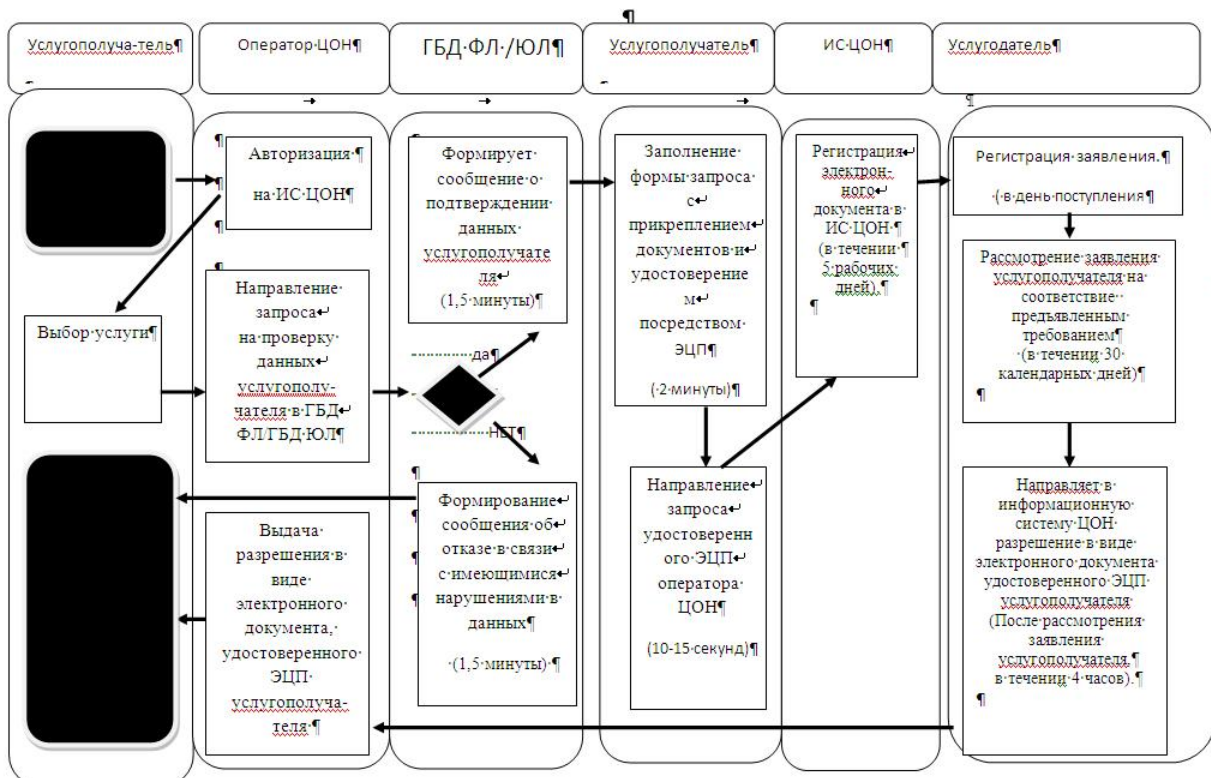 Услугополуча-тель
Оператор ЦОН
ГБД ФЛ /ЮЛ
Услугополучатель
ИС ЦОН
Услугодатель
Авторизация
на ИС ЦОН
Выбор услуги
Направление
запроса
на проверку
данных
услугополу-
чателя в ГБД
ФЛ/ГБД ЮЛ
Выдача
разрешения в
виде
электронного
документа,
удостоверенного
ЭЦП
услугополуча-
теля
Формирует
сообщение о
подтверждении
данных
услугополучате
ля
(1,5 минуты)
да
НЕТ
Формирование
сообщения об
отказе в связи
с имеющимися
нарушениями в
данных
(1,5 минуты)
Заполнение
формы запроса
с
прикреплением
документов и
удостоверение
м
посредством
ЭЦП
( 2 минуты)
Направление
запроса
удостоверенн
ого ЭЦП
оператора
ЦОН
(10-15 секунд)
Регистрация
электрон-
ного
документа в
ИС ЦОН
(в течении
5 рабочих
дней).
Регистрация заявления.
( в день поступления
Рассмотрение заявления
услугополучателя на
соответствие
предъявленным
требованием
(в течении 30
календарных дней)
Направляет в
информационную
систему ЦОН
разрешение в виде
электронного документа
удостоверенного ЭЦП
услугополучателя
(После рассмотрения
заявления
услугополучателя.
в течении 4 часов).